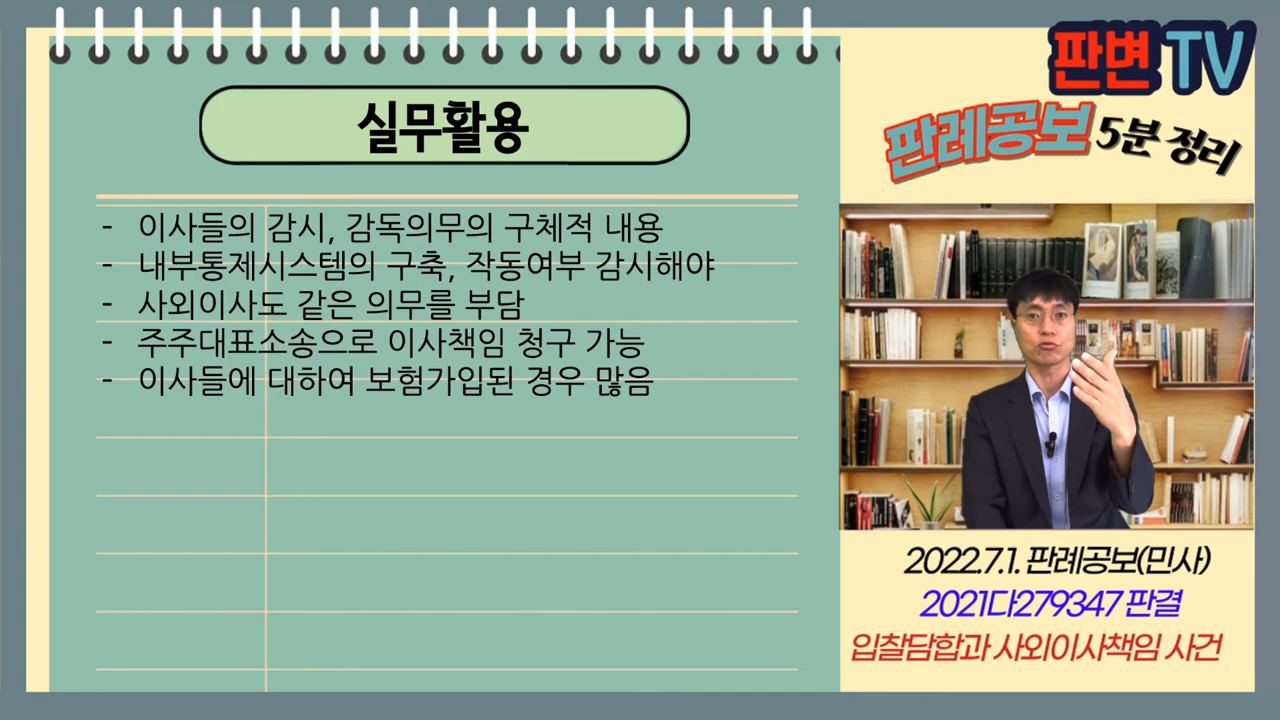 판변 TV
판례공보 5분 정리
실무활용
- 이사들의 감시, 감독의무의 구체적 내용
- 내부통제시스템의 구축, 작동여부 감시해야
- 사외이사도 같은 의무를 부담
- 주주대표소송으로 이사책임 청구 가능
- 이사들에 대하여 보험가입된 경우 많음
2022.7.1. 판례공보(민사)
2021다279347 판결
입찰담합과 사외이사책임 사건